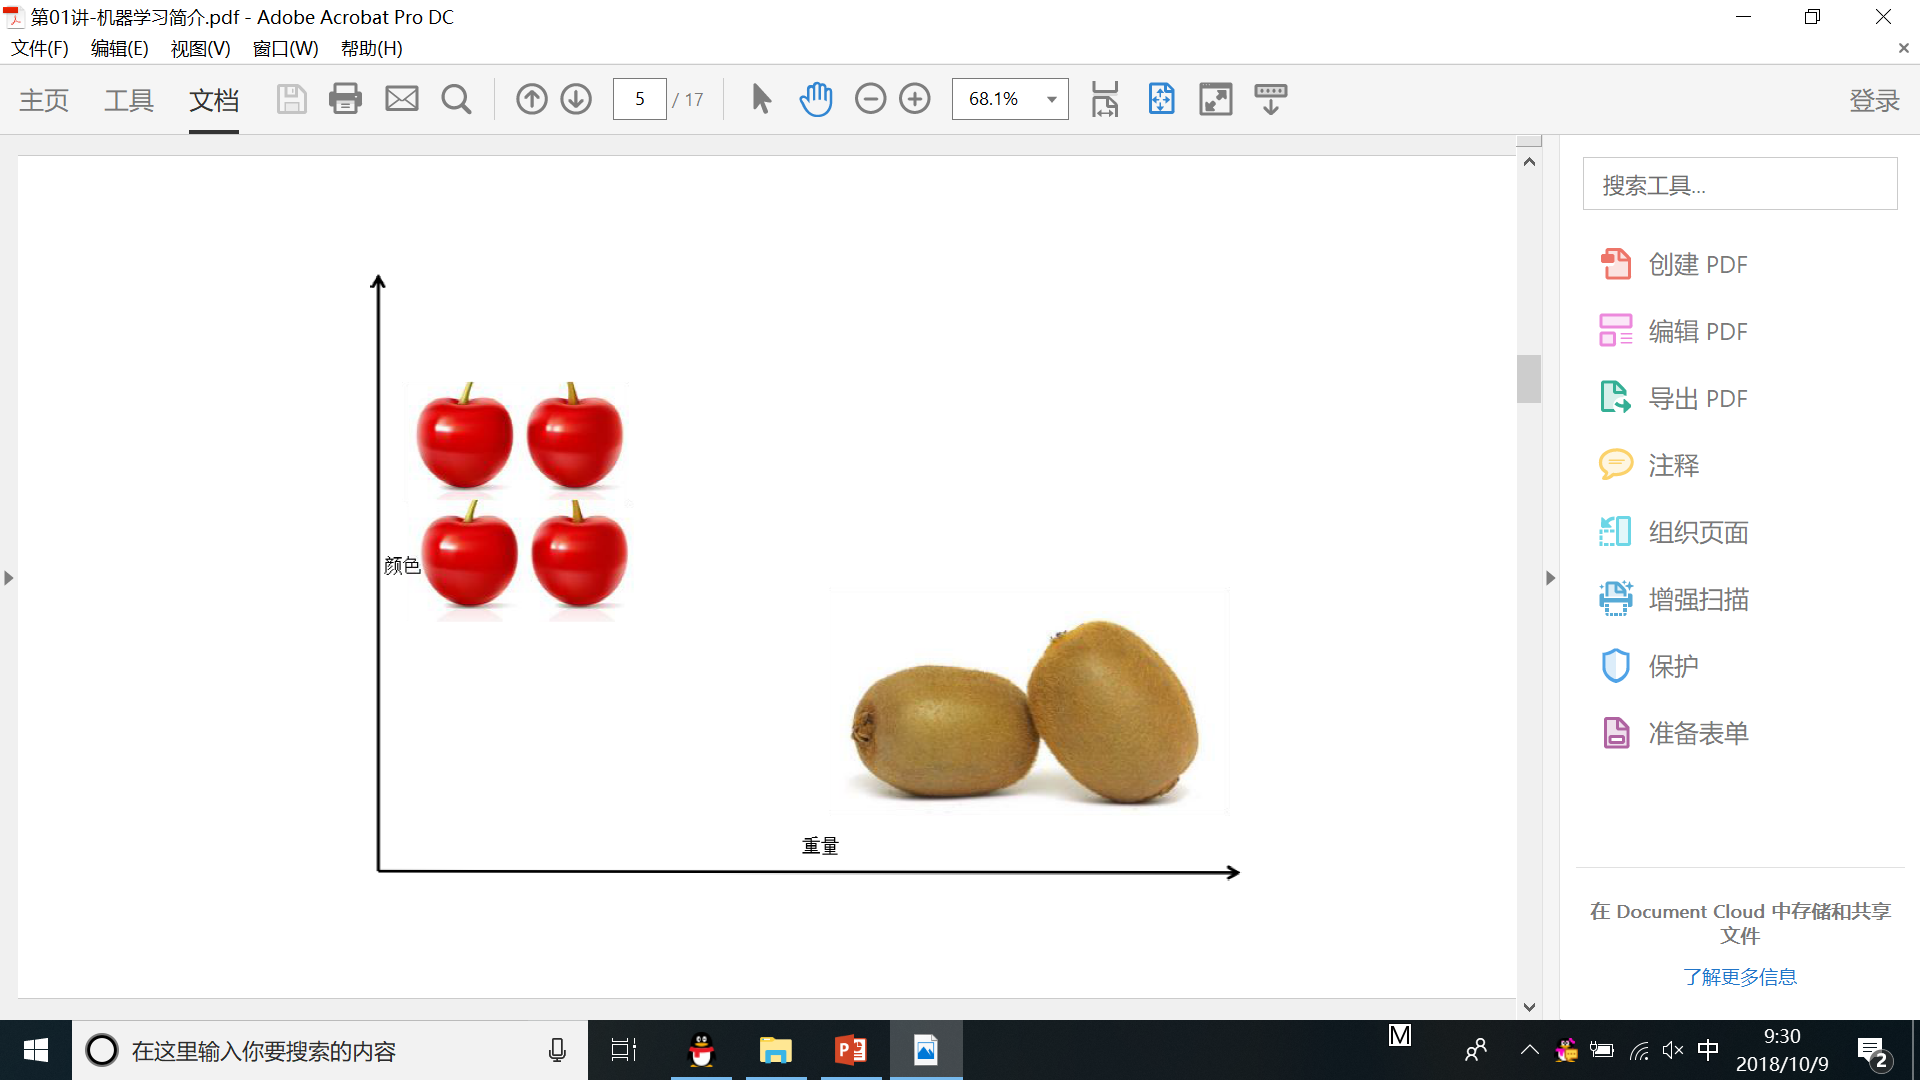 第01讲-机器学习简介.pdf - Adobe Acrobat Pro DC
文件(F) 编辑(E) 视图(V) 窗口(W) 帮助(H)
主页 工具 文档 5 / 17 68.1% 登录
搜索工具...
创建 PDF
编辑 PDF
导出 PDF
注释
组织页面
增强扫描
保护
准备表单
颜色
重量
在 Document Cloud 中存储和共享
文件
了解更多信息
在这里输入你要搜索的内容
M
中
9:30
2018/10/9
2